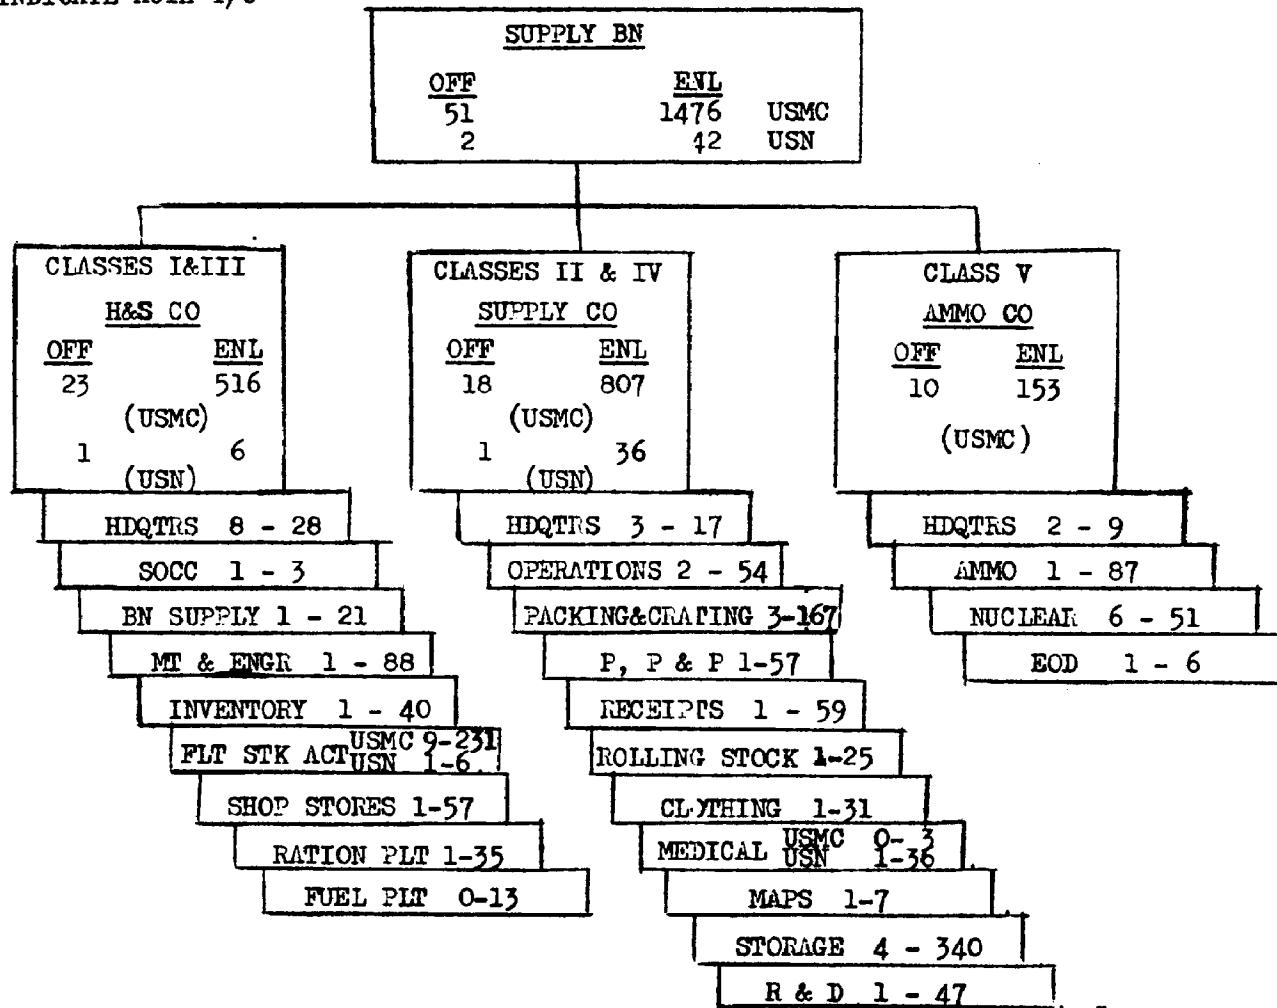 SUPPLY BN
OFF ENL
51 1476 USMC
2 42 USN
CLASSES I&III
H&S CO
OFF ENL
23 516
(USMC)
1 6
(USN)
HDQTRS 8 - 28
SOCC 1 - 3
BN SUPPLY 1 - 21
MT & ENGR 1 - 88
INVENTORY 1 - 40
FLT STK ACT USMC 9-231
USN 1-6
SHOP STORES 1-57
RATION PLT 1-35
FUEL PLT 0-13
CLASSES II & IV
SUPPLY CO
OFF ENL
18 807
(USMC)
1 36
(USN)
HDQTRS 3 - 17
OPERATIONS 2 - 54
PACKING&CRATING 3-167
P, P & P 1-57
RECEIPTS 1 - 59
ROLLING STOCK 1-25
CLOTHING 1-31
MEDICAL USMC 0- 3
USN 1-36
MAPS 1-7
STORAGE 4 - 340
R & D 1 - 47
CLASS V
AMMO CO
OFF ENL
10 153
(USMC)
HDQTRS 2 - 9
AMMO 1 - 87
NUCLEAR 6 - 51
EOD 1 - 6